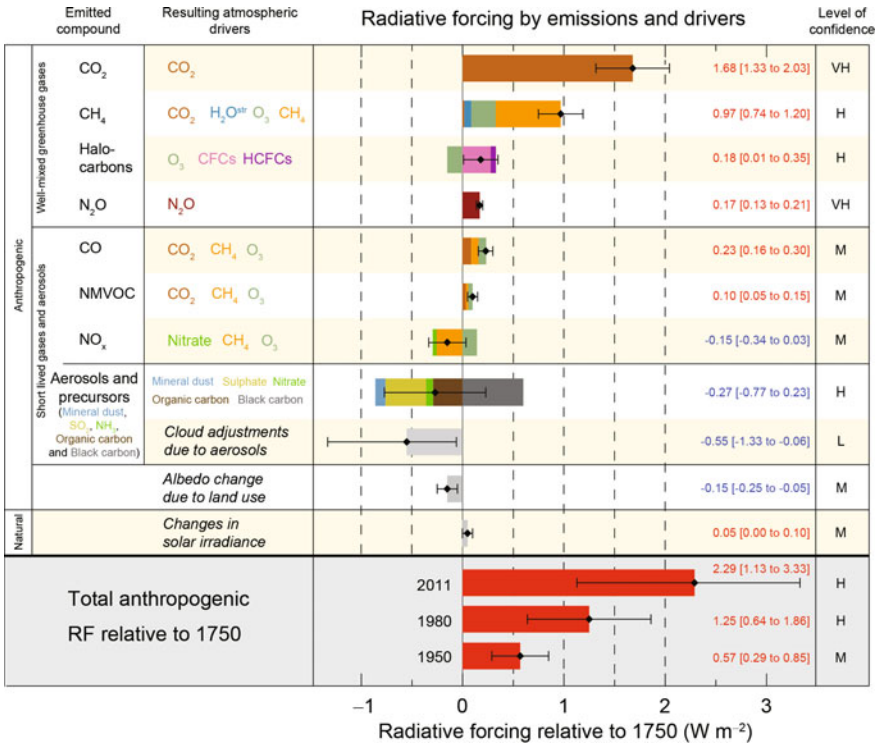 Emitted compound
Resulting atmospheric drivers
Radiative forcing by emissions and drivers
Level of confidence
Anthropogenic
Well-mixed greenhouse gases
CO₂
CO₂
1.68 [1.33 to 2.03]
VH
CH₄
CO₂ H₂Oˢᵗʳ O₃ CH₄
0.97 [0.74 to 1.20]
H
Halo-
carbons
O₃ CFCs HCFCs
0.18 [0.01 to 0.35]
H
N₂O
N₂O
0.17 [0.13 to 0.21]
VH
Short lived gases and aerosols
CO
CO₂ CH₄ O₃
0.23 [0.16 to 0.30]
M
NMVOC
CO₂ CH₄ O₃
0.10 [0.05 to 0.15]
M
NOₓ
Nitrate CH₄ O₃
-0.15 [-0.34 to 0.03]
M
Aerosols and
precursors
(Mineral dust,
SO₂, NH₃,
Organic carbon
and Black carbon)
Mineral dust Sulphate Nitrate
Organic carbon Black carbon
-0.27 [-0.77 to 0.23]
H
Cloud adjustments
due to aerosols
-0.55 [-1.33 to -0.06]
L
Albedo change
due to land use
-0.15 [-0.25 to -0.05]
M
Natural
Changes in
solar irradiance
0.05 [0.00 to 0.10]
M
Total anthropogenic
RF relative to 1750
2011
2.29 [1.13 to 3.33]
H
1980
1.25 [0.64 to 1.86]
H
1950
0.57 [0.29 to 0.85]
M
−1 0 1 2 3
Radiative forcing relative to 1750 (W m⁻²)